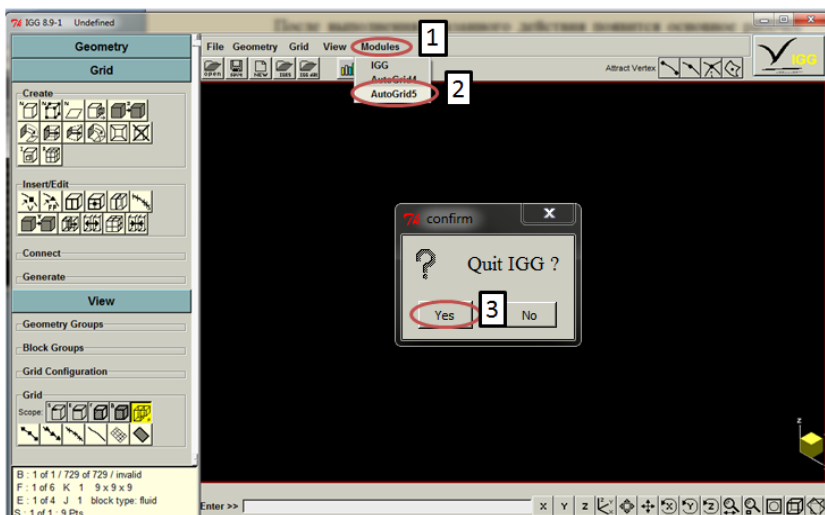 После выполнения
действия появится основное
IGG 8.9-1 Undefined
Geometry
Grid
Create
Insert/Edit
Connect
Generate
View
Geometry Groups
Block Groups
Grid Configuration
Grid
Scope:
B : 1 of 1 / 729 of 729 / invalid
F : 1 of 6 K 1 9 x 9 x 9
E : 1 of 4 J 1 block type: fluid
S : 1 of 1 : 9 Pts
File Geometry Grid View Modules
1
IGG
AutoGrid4
AutoGrid5
2
open save NEW IGES
Attract Vertex
IGG
confirm
Quit IGG ?
Yes
3
No
Enter >>
X Y Z